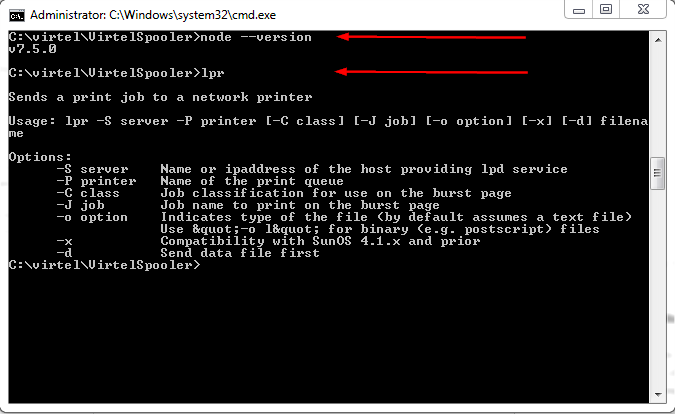 Administrator: C:\Windows\system32\cmd.exe
C:\virtel\VirtelSpooler>node --version
v7.5.0
C:\virtel\VirtelSpooler>lpr
Sends a print job to a network printer
Usage: lpr -S server -P printer [-C class] [-J job] [-o option] [-x] [-d] filena
me
Options:
-S server Name or ipaddress of the host providing lpd service
-P printer Name of the print queue
-C class Job classification for use on the burst page
-J job Job name to print on the burst page
-o option Indicates type of the file (by default assumes a text file)
Use &quot;-o l&quot; for binary (e.g. postscript) files
-x Compatibility with SunOS 4.1.x and prior
-d Send data file first
C:\virtel\VirtelSpooler>